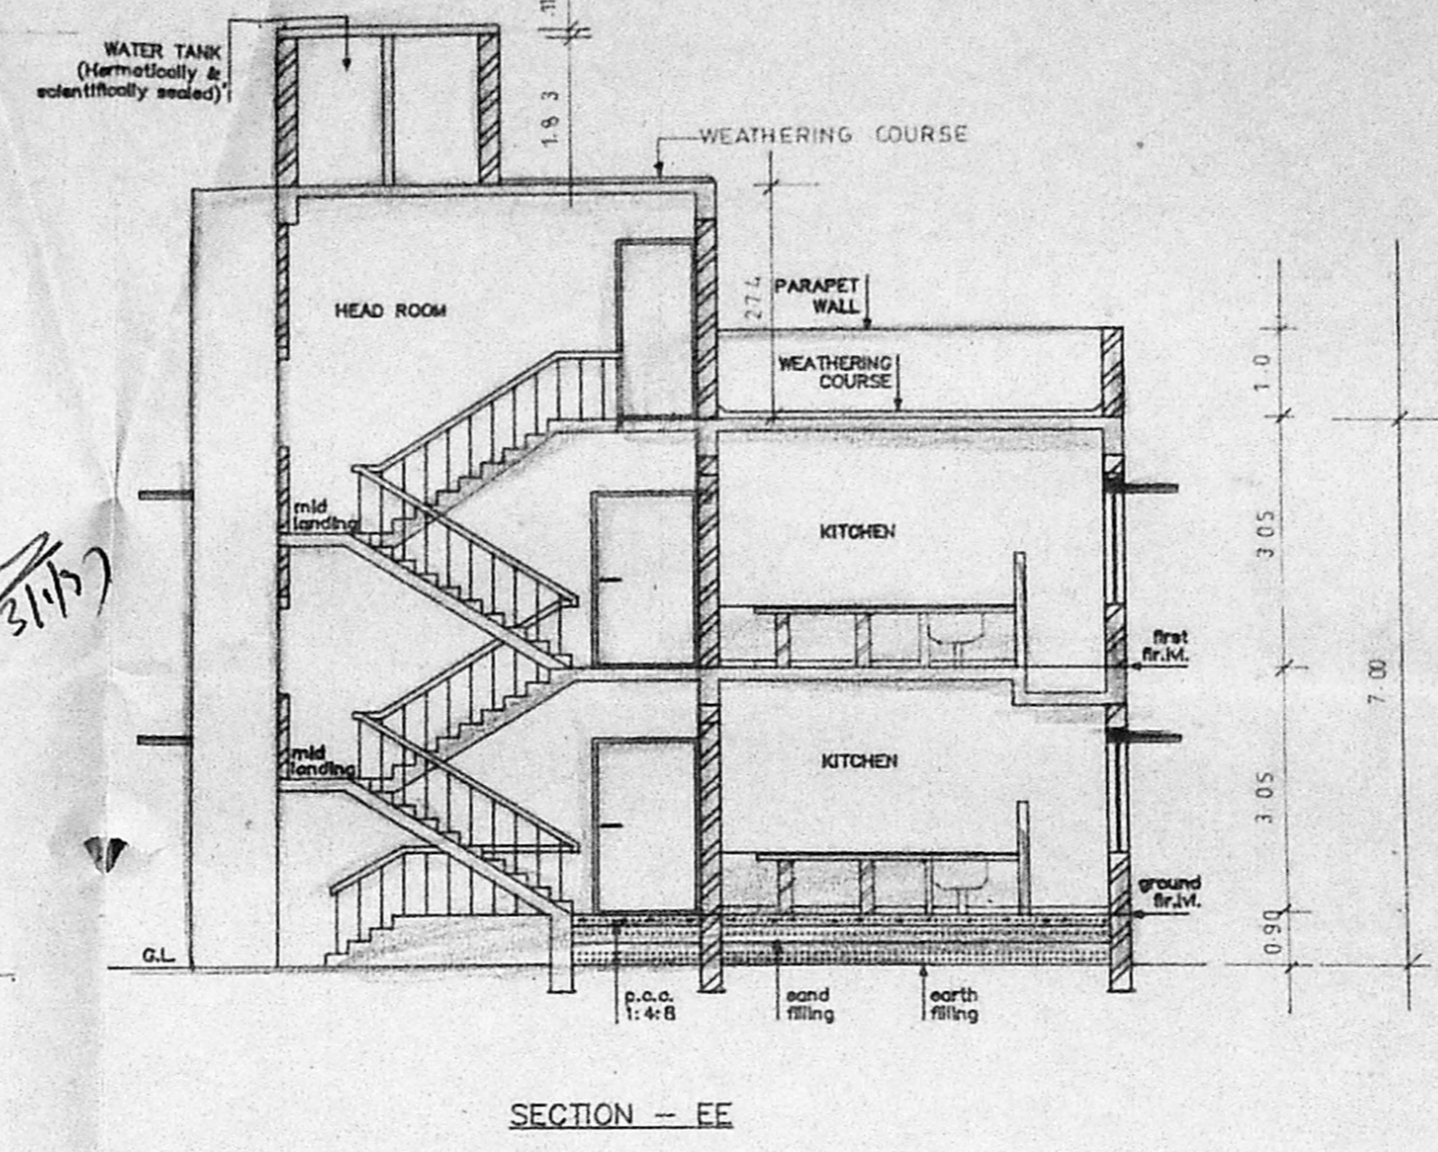 WATER TANK
(Hermatically &
scientifically sealed)
.11
1.83
WEATHERING COURSE
HEAD ROOM
2.74
PARAPET
WALL
WEATHERING
COURSE
1.0
mid
landing
KITCHEN
3.05
first
flr.lvl.
7.00
mid
landing
KITCHEN
3.05
ground
flr.lvl.
0.90
G.L.
p.c.c.
1:4:8
sand
filling
earth
filling
SECTION - EE